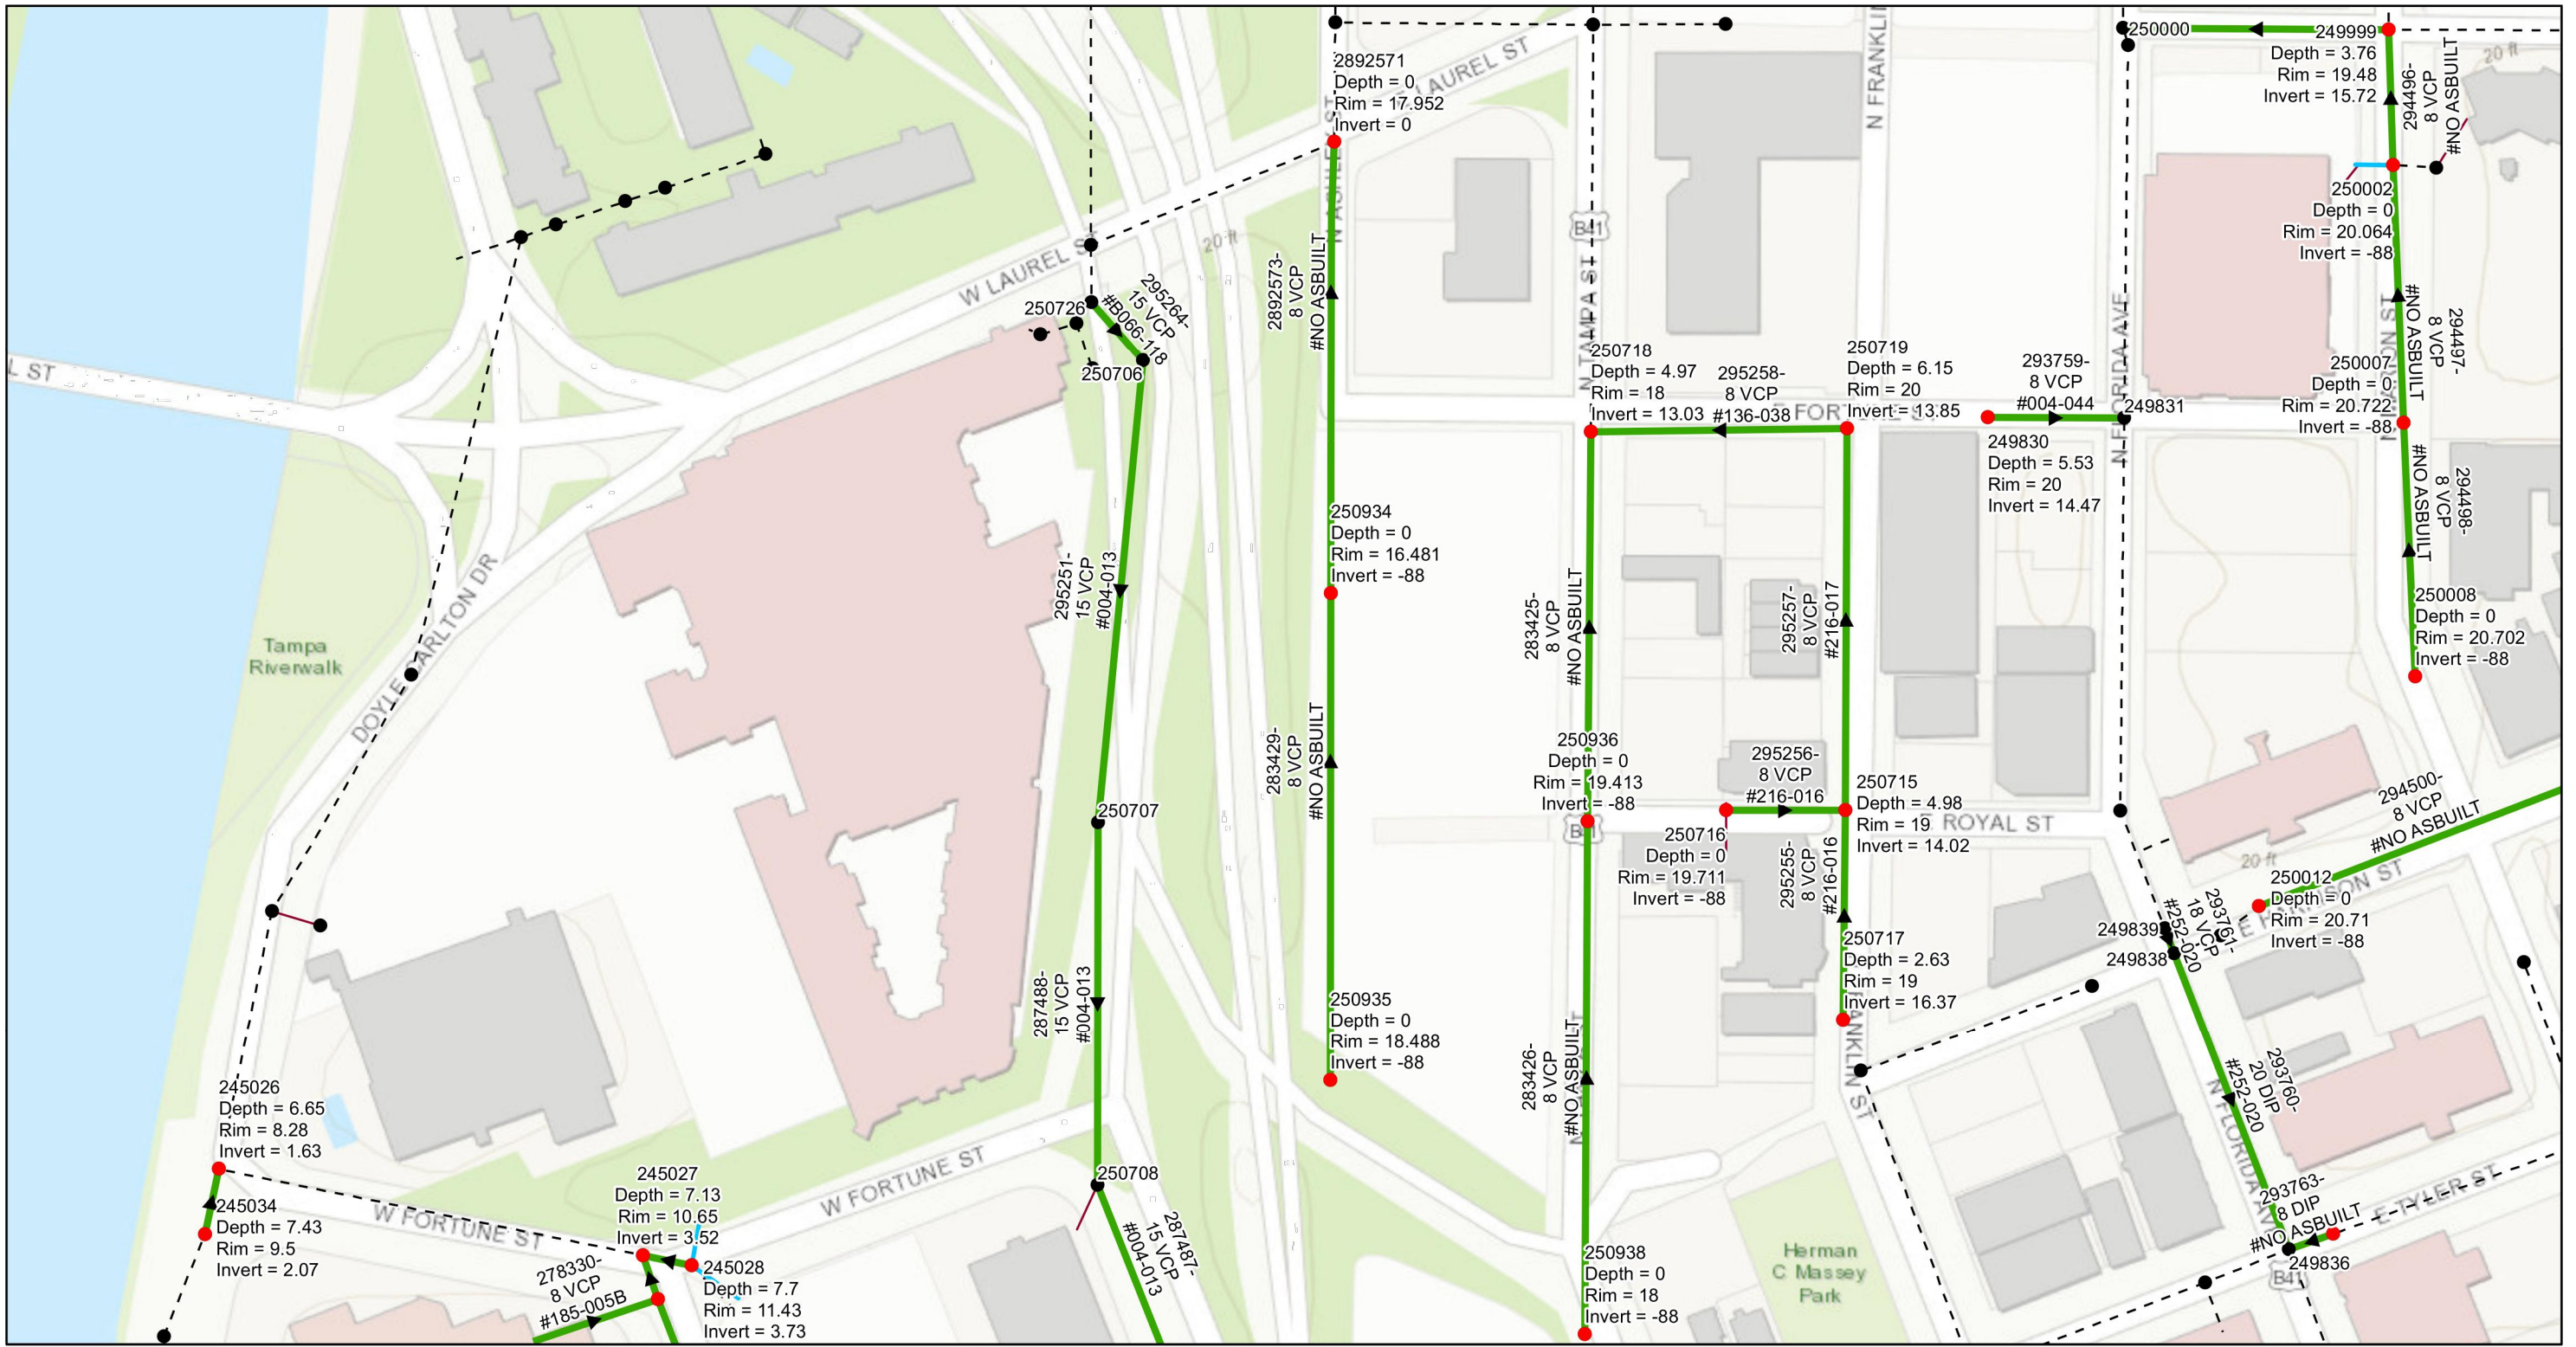 250000
249999
Depth = 3.76
Rim = 19.48
Invert = 15.72
294496-
8 VCP
#NO ASBUILT
20 ft
2892571
Depth = 0
Rim = 17.952
Invert = 0
LAUREL ST
N ASHLEY ST
N FRANKLIN
250002
Depth = 0
Rim = 20.064
Invert = -88
B41
20 ft
W LAUREL ST
295264-
15 VCP
#B066-118
250726
250706
2892573-
8 VCP
#NO ASBUILT
N TAMPA ST
N FLORIDA AVE
N MARION ST
294497-
8 VCP
#NO ASBUILT
L ST
250718
Depth = 4.97
Rim = 18
Invert = 13.03
295258-
8 VCP
#136-038
250719
Depth = 6.15
Rim = 20
Invert = 13.85
E FORTUNE ST
293759-
8 VCP
#004-044
249831
250007
Depth = 0
Rim = 20.722
Invert = -88
249830
Depth = 5.53
Rim = 20
Invert = 14.47
294498-
8 VCP
#NO ASBUILT
250934
Depth = 0
Rim = 16.481
Invert = -88
295251-
15 VCP
#004-013
283425-
8 VCP
#NO ASBUILT
295257-
8 VCP
#216-017
250008
Depth = 0
Rim = 20.702
Invert = -88
Tampa
Riverwalk
DOYLE CARLTON DR
283429-
8 VCP
#NO ASBUILT
250936
Depth = 0
Rim = 19.413
Invert = -88
295256-
8 VCP
#216-016
250715
Depth = 4.98
Rim = 19
Invert = 14.02
E ROYAL ST
250707
250716
Depth = 0
Rim = 19.711
Invert = -88
295255-
8 VCP
#216-016
294500-
8 VCP
#NO ASBUILT
20 ft
250012
Depth = 0
Rim = 20.71
Invert = -88
E HARRISON ST
293761-
18 VCP
#252-020
249839
249838
250717
Depth = 2.63
Rim = 19
Invert = 16.37
287488-
15 VCP
#004-013
250935
Depth = 0
Rim = 18.488
Invert = -88
283426-
8 VCP
#NO ASBUILT
FRANKLIN ST
293760-
20 DIP
#252-020
N FLORIDA AVE
245026
Depth = 6.65
Rim = 8.28
Invert = 1.63
245034
Depth = 7.43
Rim = 9.5
Invert = 2.07
W FORTUNE ST
245027
Depth = 7.13
Rim = 10.65
Invert = 3.52
W FORTUNE ST
250708
287487-
15 VCP
#004-013
278330-
8 VCP
#185-005B
245028
Depth = 7.7
Rim = 11.43
Invert = 3.73
250938
Depth = 0
Rim = 18
Invert = -88
Herman
C Massey
Park
293763-
8 DIP
#NO ASBUILT
E TYLER ST
249836
B41